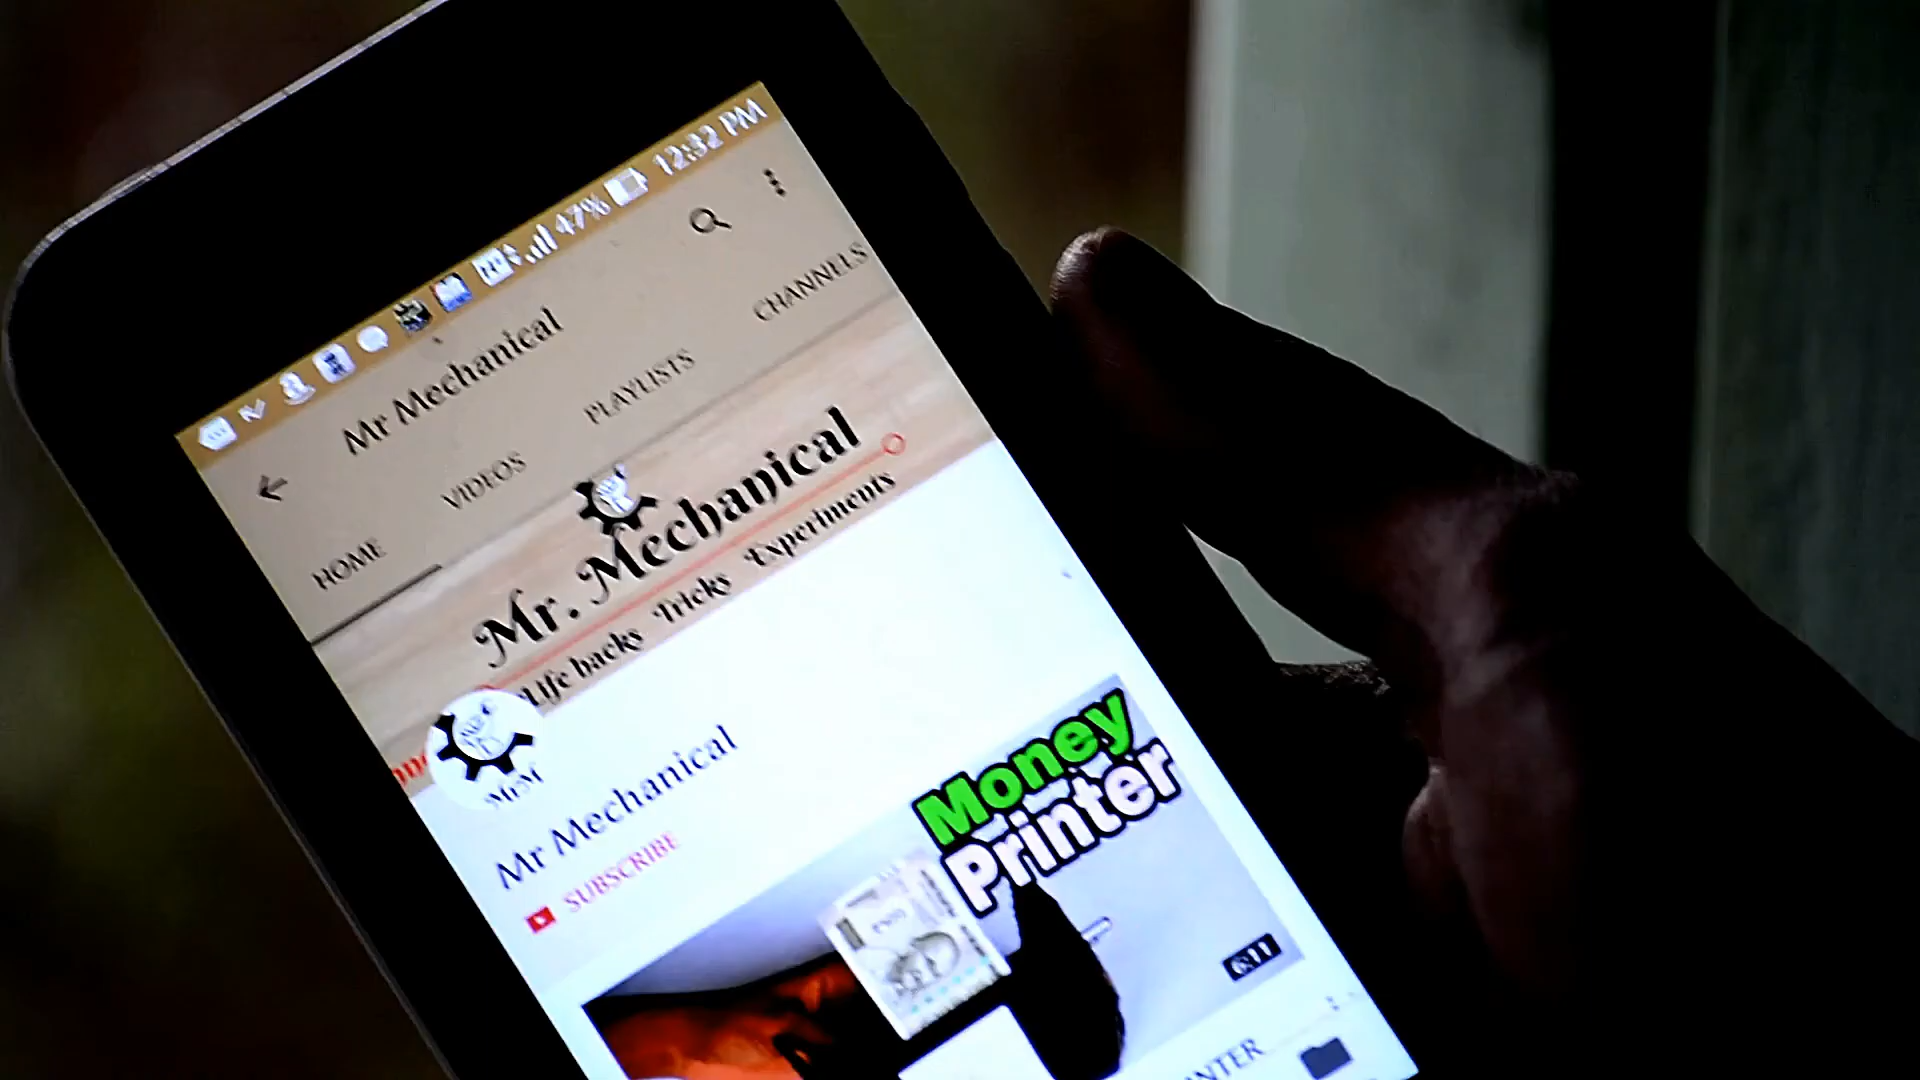 47% 12:32 PM
Mr Mechanical
HOME VIDEOS PLAYLISTS CHANNELS
Mr. Mechanical
Life hacks Tricks Experiments
MrM
Mr Mechanical
SUBSCRIBE
Money
Printer